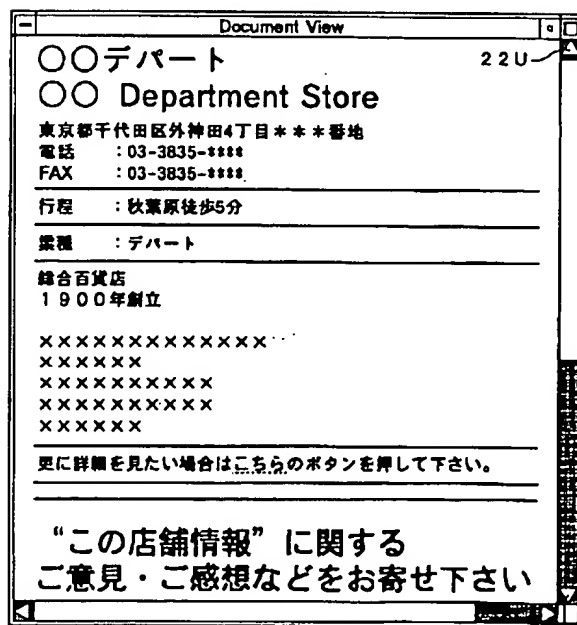 Document View
○○デパート
22U
○○ Department Store
東京都千代田区外神田4丁目＊＊＊番地
電話 ：03-3835-****
FAX ：03-3835-****
行程 ：秋葉原徒歩5分
業種 ：デパート
総合百貨店
1900年創立
×××××××××××××
××××××
××××××××××
××××××××××
××××××
更に詳細を見たい場合はこちらのボタンを押して下さい。
“この店舗情報”に関する
ご意見・ご感想などをお寄せ下さい